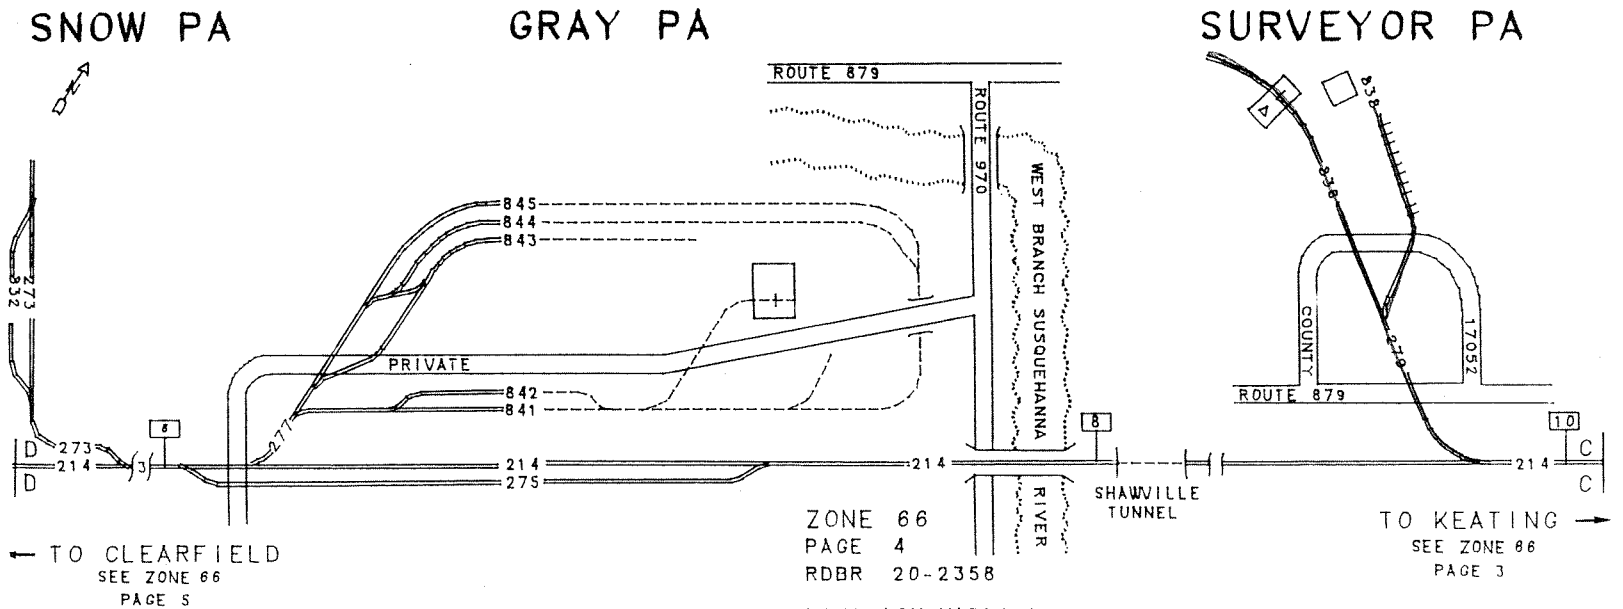 SNOW PA
GRAY PA
SURVEYOR PA
ROUTE 879
ROUTE 970
WEST BRANCH SUSQUEHANNA RIVER
838
838
845
844
843
273
832
PRIVATE
842
841
277
COUNTY
17052
279
ROUTE 879
8
10
D
273
214
D
3
214
275
214
214
C
C
SHAWVILLE
TUNNEL
ZONE 66
PAGE 4
RDBR 20-2358
← TO CLEARFIELD
SEE ZONE 66
PAGE 5
TO KEATING →
SEE ZONE 66
PAGE 3